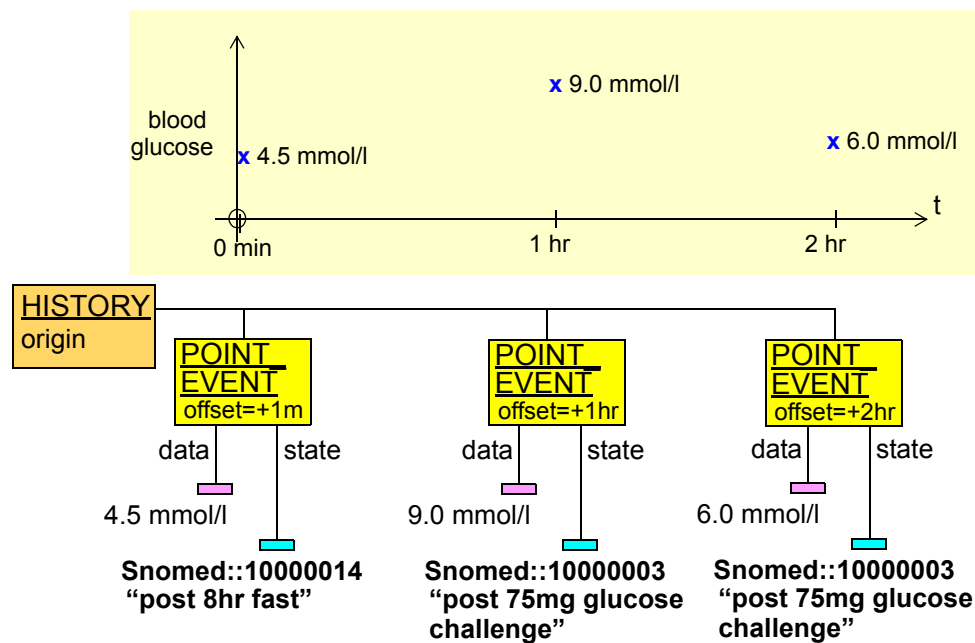 x 9.0 mmol/l
blood
glucose
x 4.5 mmol/l
x 6.0 mmol/l
t
0 min
1 hr
2 hr
HISTORY
origin
POINT_
EVENT
offset=+1m
data
state
4.5 mmol/l
Snomed::10000014
“post 8hr fast”
POINT_
EVENT
offset=+1hr
data
state
9.0 mmol/l
Snomed::10000003
“post 75mg glucose
challenge”
POINT_
EVENT
offset=+2hr
data
state
6.0 mmol/l
Snomed::10000003
“post 75mg glucose
challenge”